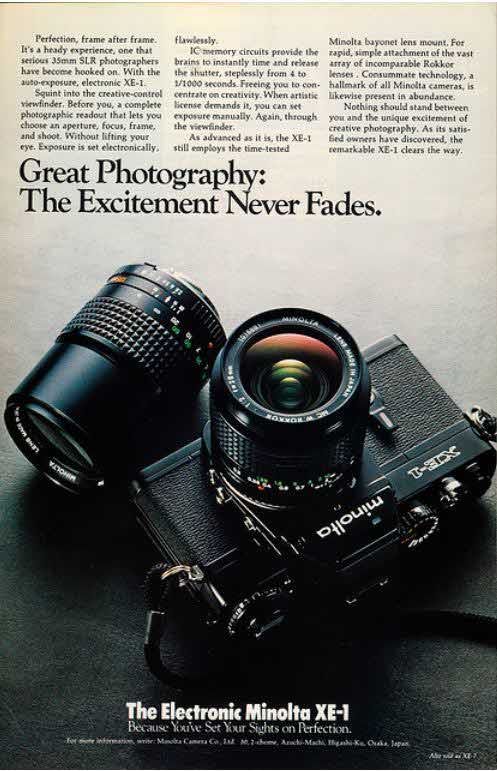 Perfection, frame after frame.
It's a heady experience, one that
serious 35mm SLR photographers
have become hooked on. With the
auto-exposure, electronic XE-1.
Squint into the creative-control
viewfinder. Before you, a complete
photographic readout that lets you
choose an aperture, focus, frame,
and shoot. Without lifting your
eye. Exposure is set electronically,
flawlessly.
IC memory circuits provide the
brains to instantly time and release
the shutter, steplessly from 4 to
1/1000 seconds. Freeing you to con-
centrate on creativity. When artistic
license demands it, you can set
exposure manually. Again, through
the viewfinder.
As advanced as it is, the XE-1
still employs the time-tested
Minolta bayonet lens mount. For
rapid, simple attachment of the vast
array of incomparable Rokkor
lenses . Consummate technology, a
hallmark of all Minolta cameras, is
likewise present in abundance.
Nothing should stand between
you and the unique excitement of
creative photography. As its satis-
fied owners have discovered, the
remarkable XE-1 clears the way.
Great Photography:
The Excitement Never Fades.
MINOLTA LENS MADE IN JAPAN
MC W ROKKOR
LENS MADE
MINOLTA
XE-1
minolta
The Electronic Minolta XE-1
Because You've Set Your Sights on Perfection.
For more information, write: Minolta Camera Co., Ltd. 30, 2-chome, Azuchi-Machi, Higashi-Ku, Osaka, Japan.
Also sold as XE-7